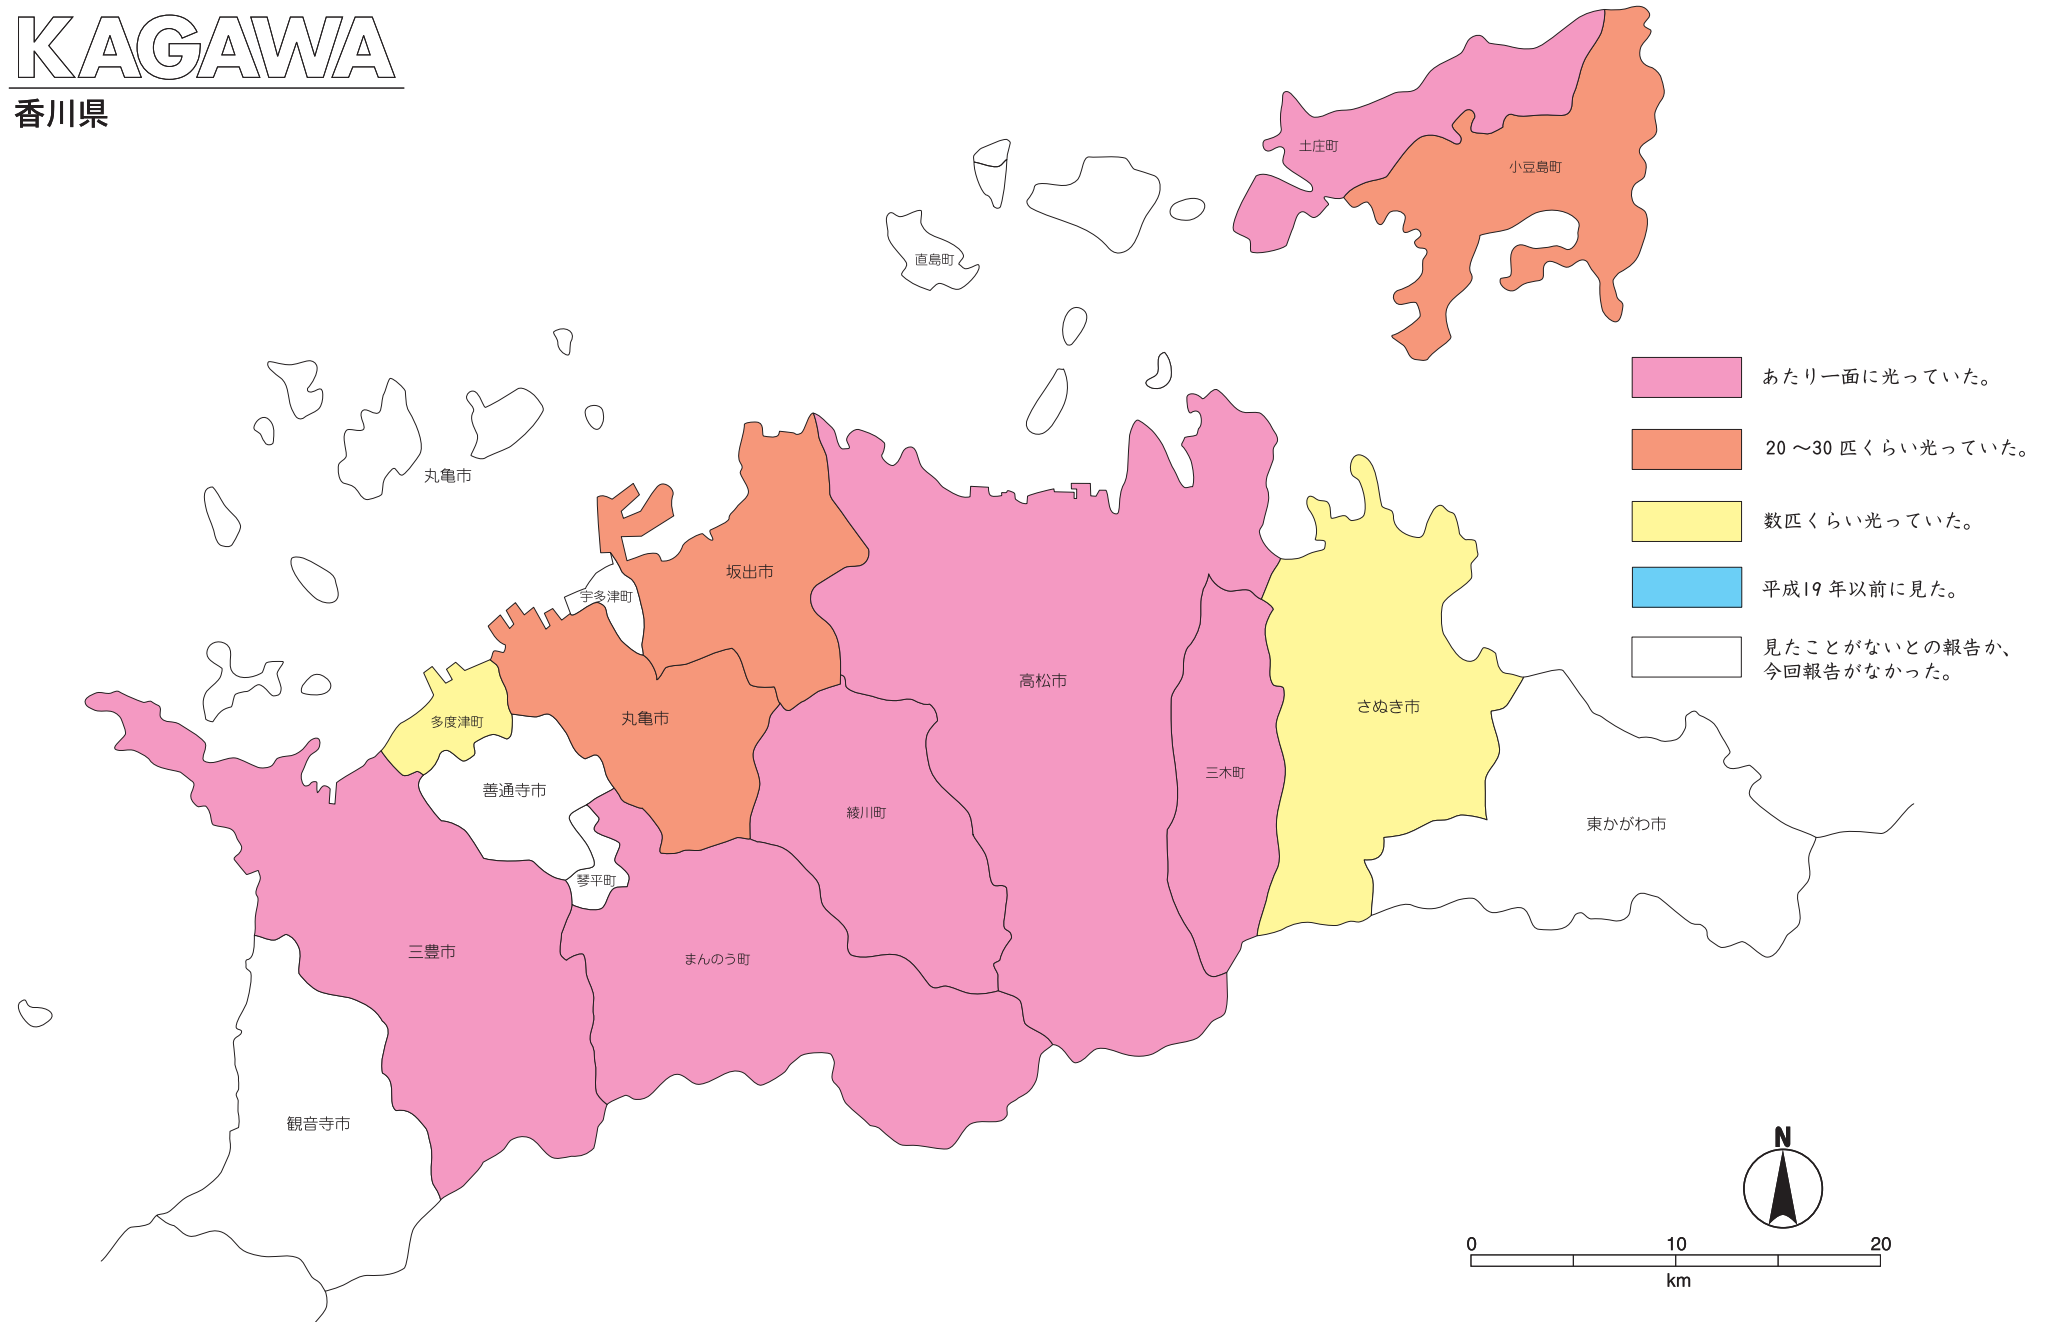 KAGAWA
香川県
土庄町
小豆島町
直島町
あたり一面に光っていた。
20～30 匹くらい光っていた。
数匹くらい光っていた。
平成19 年以前に見た。
見たことがないとの報告か、
今回報告がなかった。
丸亀市
坂出市
宇多津町
高松市
さぬき市
多度津町
丸亀市
三木町
善通寺市
綾川町
東かがわ市
琴平町
三豊市
まんのう町
観音寺市
N
0 10 20
km